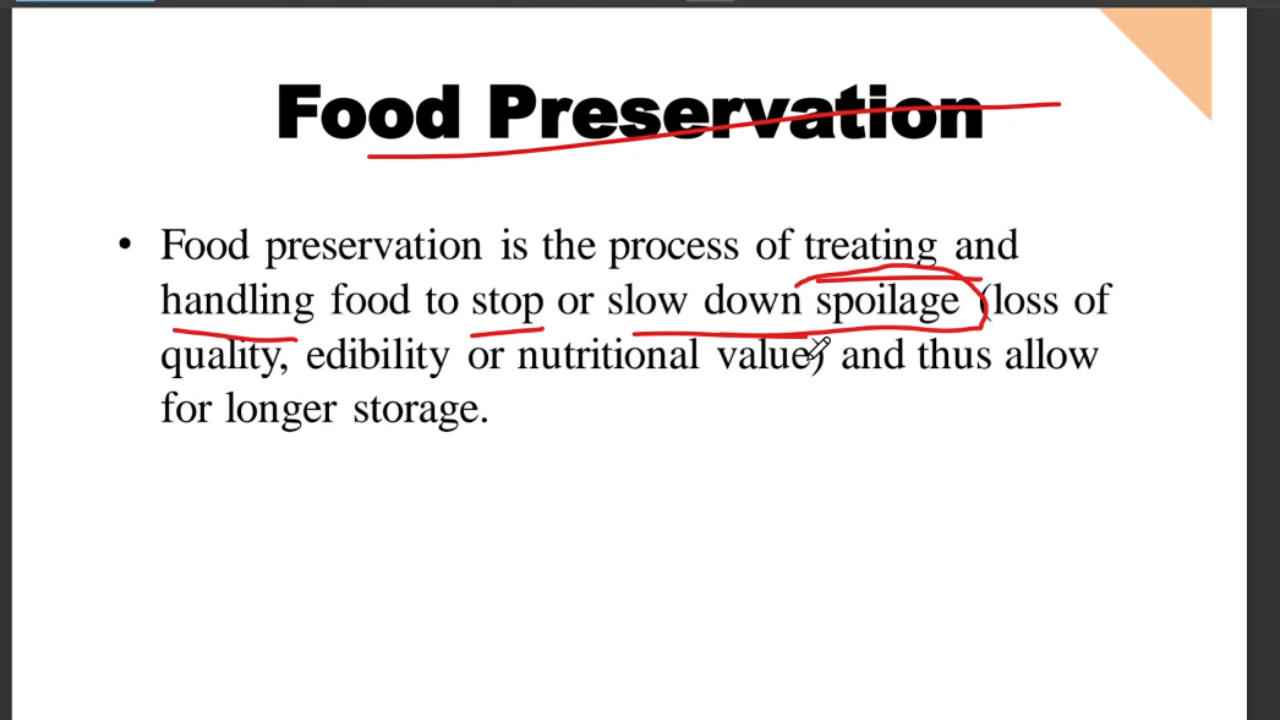 Food Preservation
• Food preservation is the process of treating and
handling food to stop or slow down spoilage (loss of
quality, edibility or nutritional value) and thus allow
for longer storage.